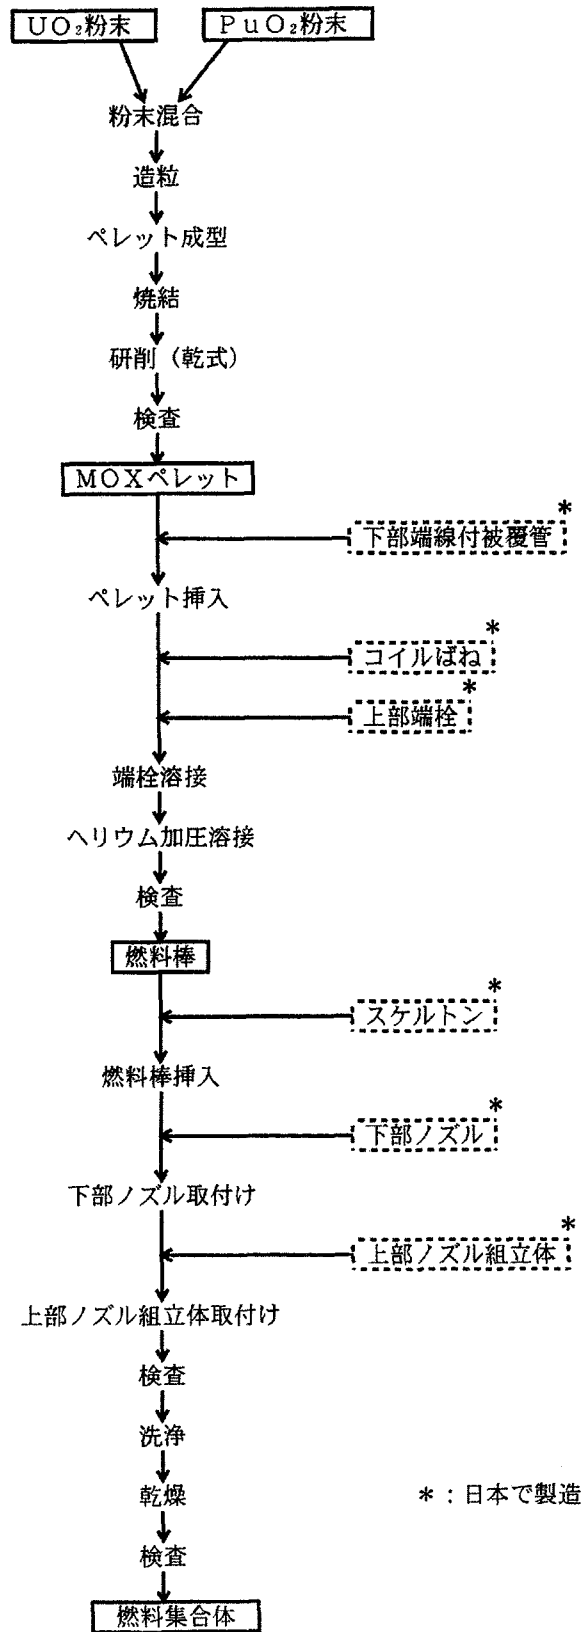 UO₂粉末 PuO₂粉末
粉末混合
造粒
ペレット成型
焼結
研削（乾式）
検査
MOXペレット
*
下部端線付被覆管
ペレット挿入
*
コイルばね
*
上部端栓
端栓溶接
ヘリウム加圧溶接
検査
燃料棒
*
スケルトン
燃料棒挿入
*
下部ノズル
下部ノズル取付け
*
上部ノズル組立体
上部ノズル組立体取付け
検査
洗浄
乾燥
*：日本で製造
検査
燃料集合体